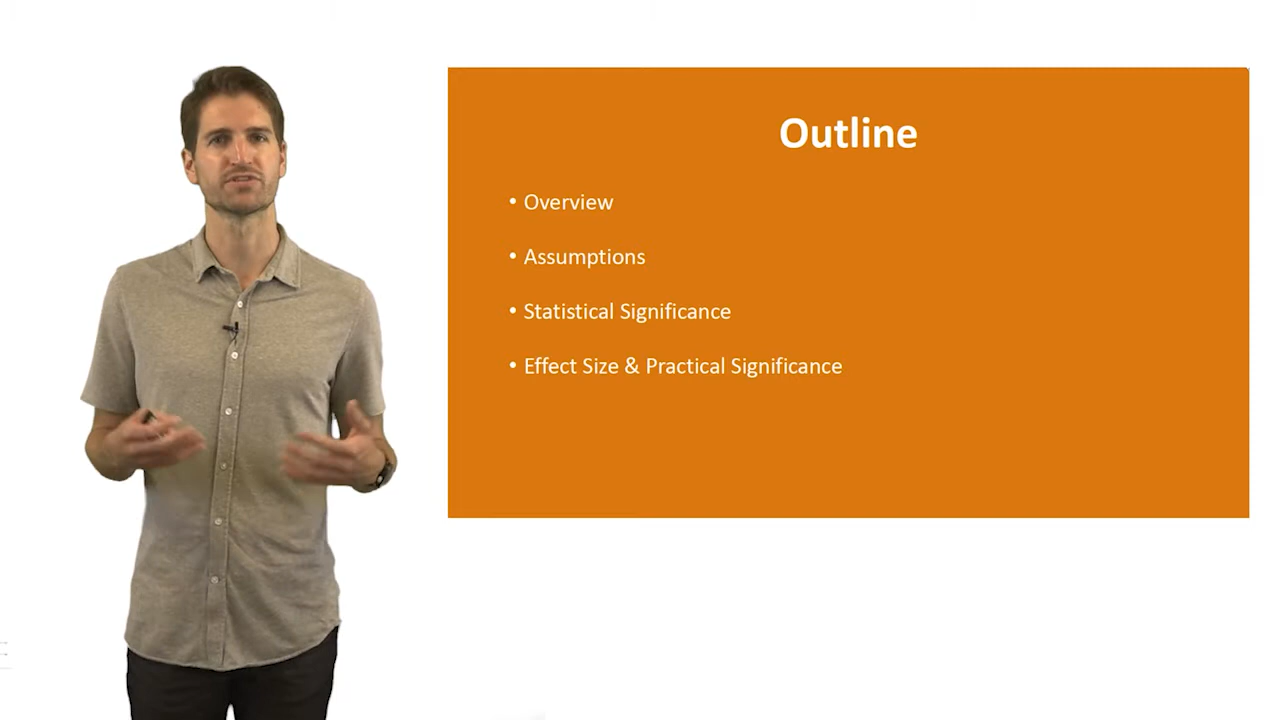 Outline
• Overview
• Assumptions
• Statistical Significance
• Effect Size & Practical Significance